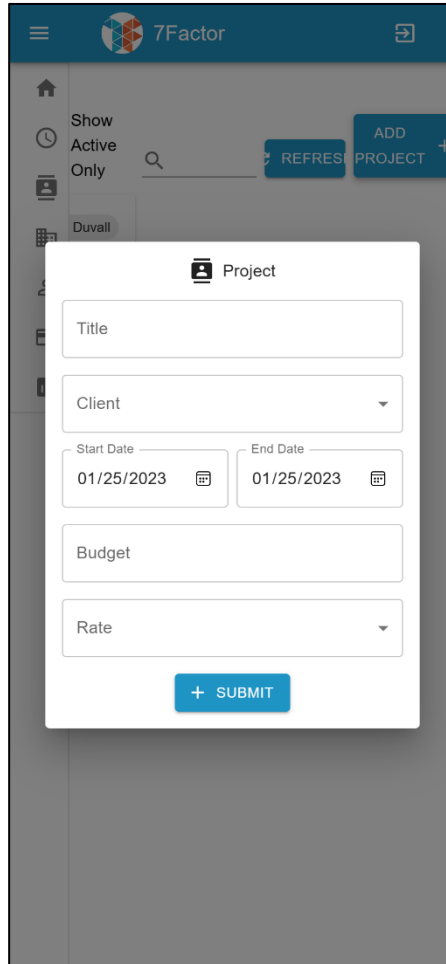 7Factor
Show
Active
Only
REFRES
ADD
PROJECT
Duvall
Project
Title
Client
Start Date
End Date
01/25/2023
01/25/2023
Budget
Rate
+ SUBMIT